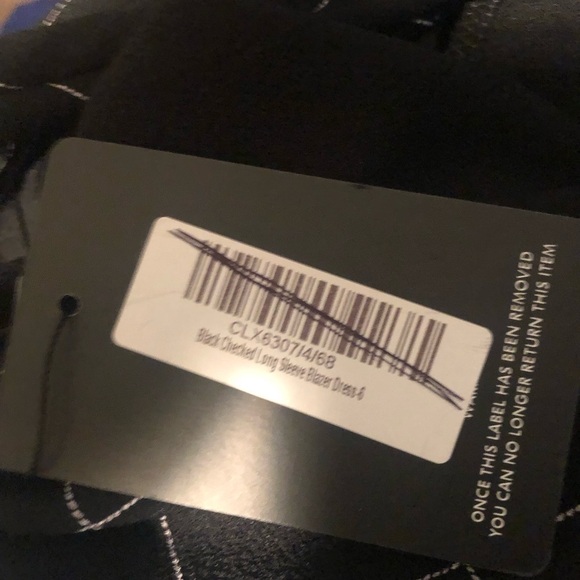 CLX6307/4/68
Black Checked Long Sleeve Blazer Dress-6
ONCE THIS LABEL HAS BEEN REMOVED
YOU CAN NO LONGER RETURN THIS ITEM